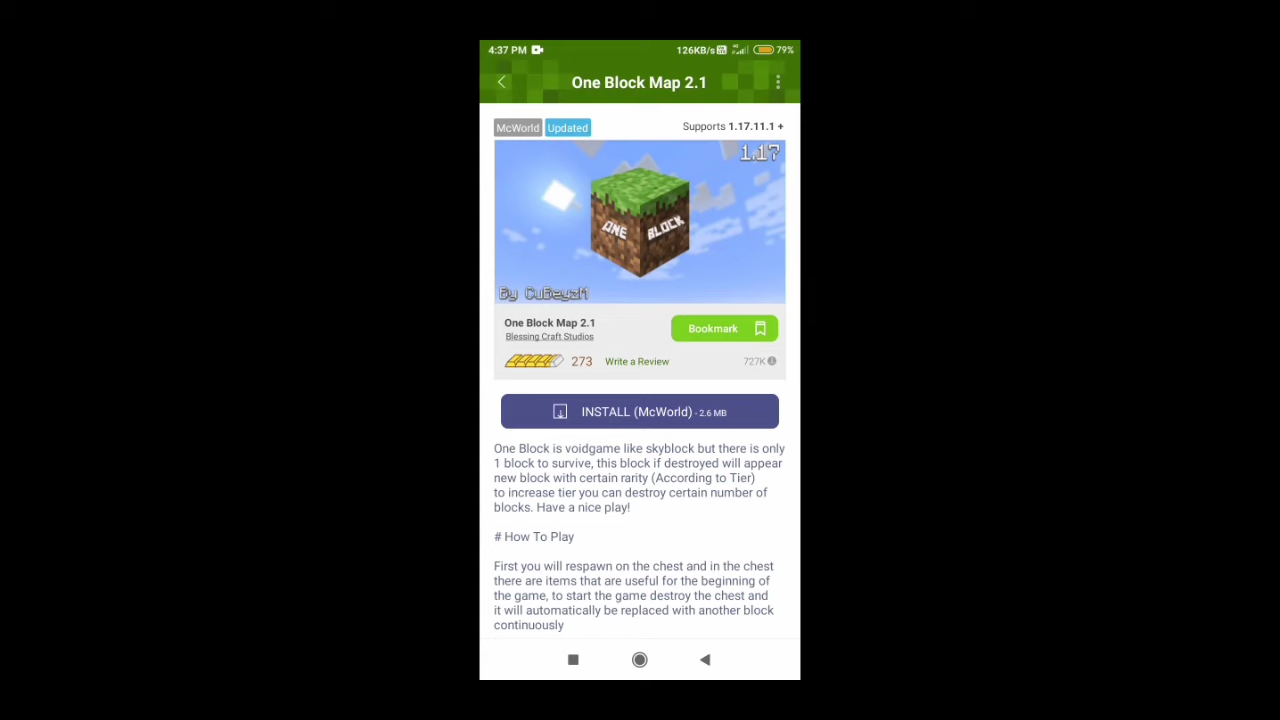 4:37 PM 126KB/s 79%
One Block Map 2.1
McWorld Updated Supports 1.17.11.1 +
1.17
ONE BLOCK
By CuBeyzM
One Block Map 2.1
Bookmark
Blessing Craft Studios
273 Write a Review 727K
INSTALL (McWorld) - 2.6 MB
One Block is voidgame like skyblock but there is only
1 block to survive, this block if destroyed will appear
new block with certain rarity (According to Tier)
to increase tier you can destroy certain number of
blocks. Have a nice play!
# How To Play
First you will respawn on the chest and in the chest
there are items that are useful for the beginning of
the game, to start the game destroy the chest and
it will automatically be replaced with another block
continuously